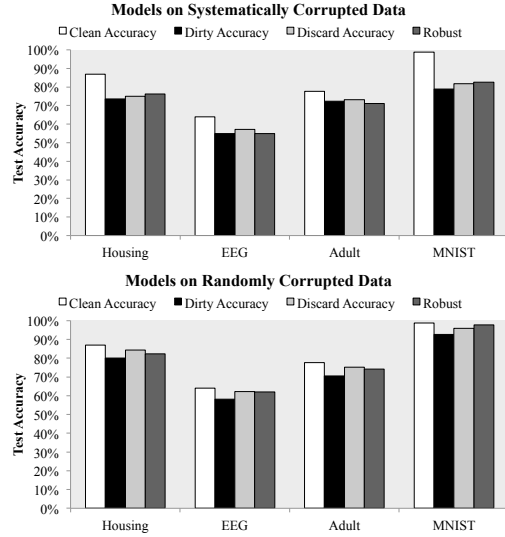 Models on Systematically Corrupted Data
Clean Accuracy Dirty Accuracy Discard Accuracy Robust
100%
90%
80%
70%
60%
50%
40%
30%
20%
10%
0%
Test Accuracy
Housing EEG Adult MNIST
Models on Randomly Corrupted Data
Clean Accuracy Dirty Accuracy Discard Accuracy Robust
100%
90%
80%
70%
60%
50%
40%
30%
20%
10%
0%
Test Accuracy
Housing EEG Adult MNIST